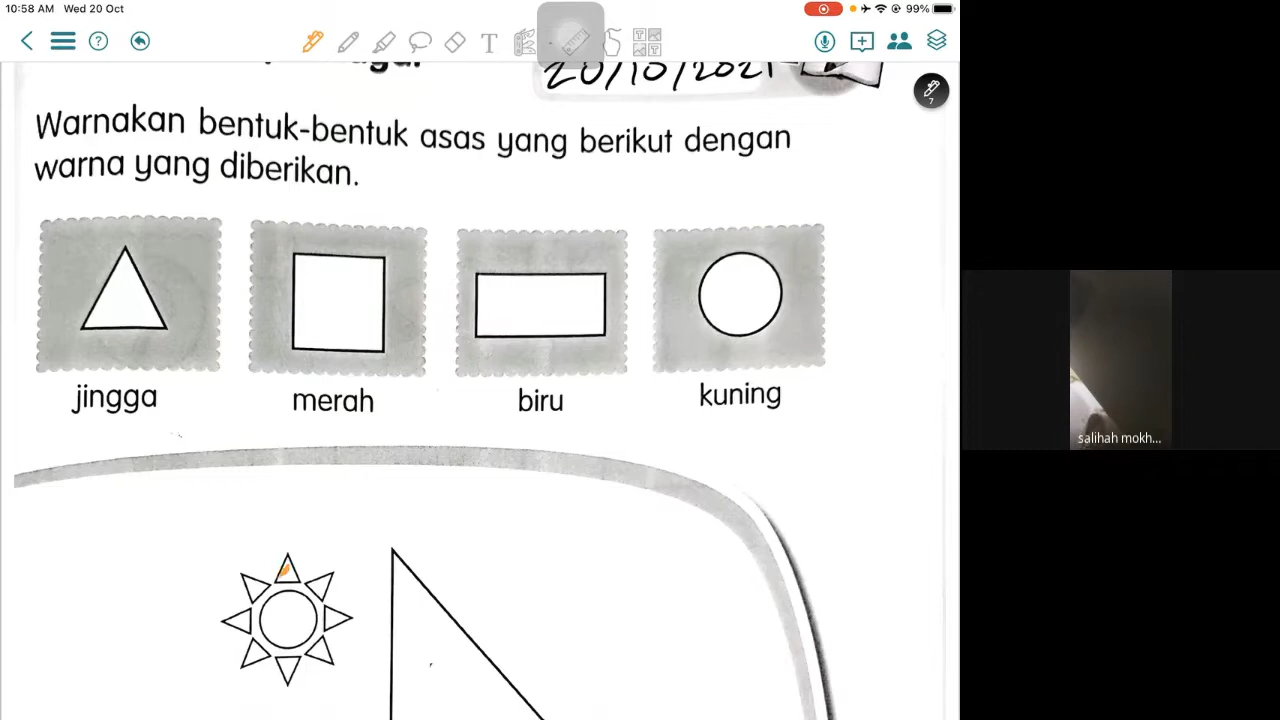 10:58 AM Wed 20 Oct
99%
T
20/10/2021
7
Warnakan bentuk-bentuk asas yang berikut dengan
warna yang diberikan.
jingga
merah
biru
kuning
salihah mokh...